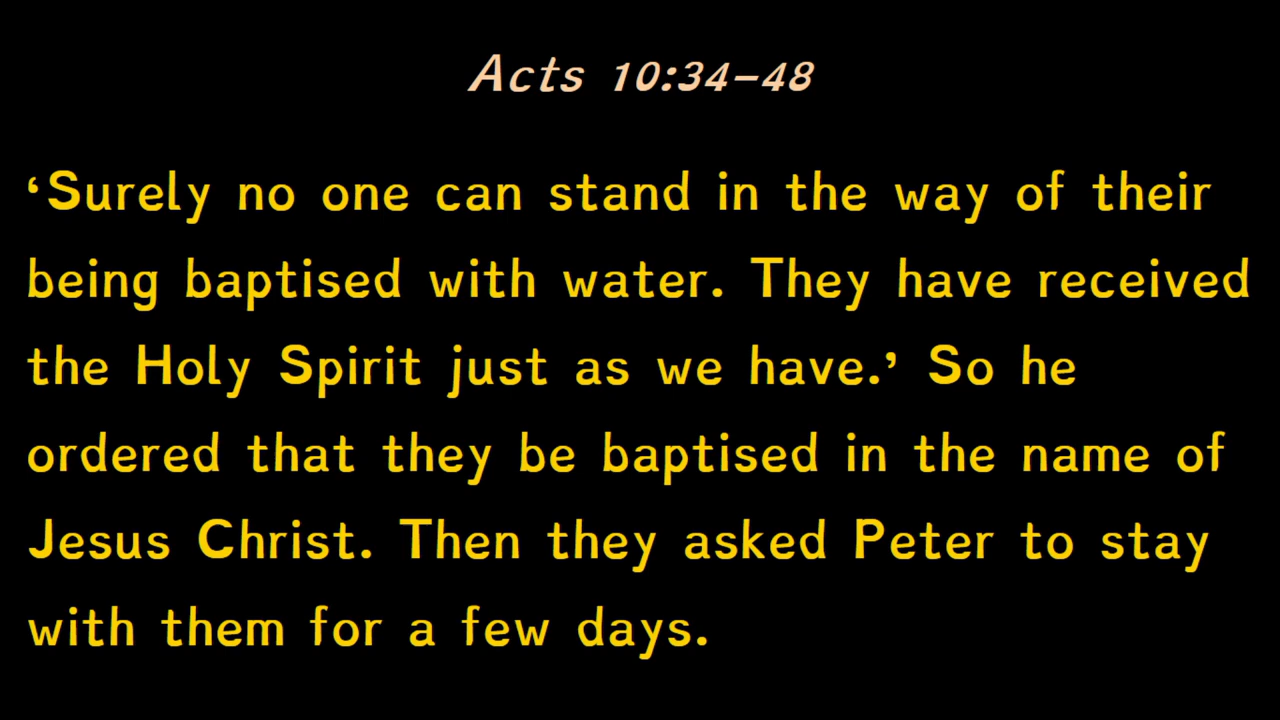 Acts 10:34–48
‘Surely no one can stand in the way of their
being baptised with water. They have received
the Holy Spirit just as we have.’ So he
ordered that they be baptised in the name of
Jesus Christ. Then they asked Peter to stay
with them for a few days.